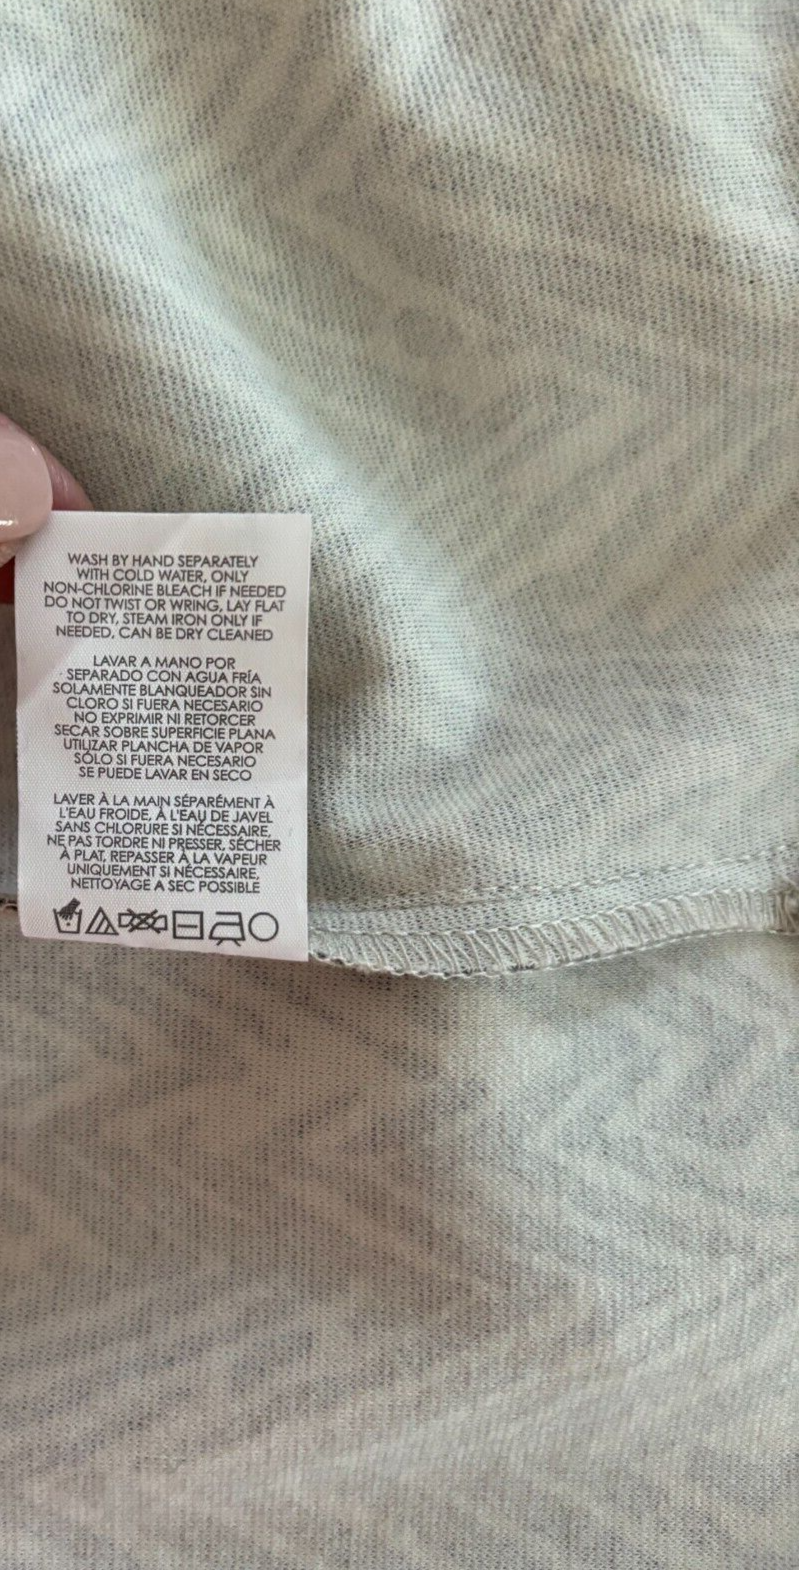 WASH BY HAND SEPARATELY
WITH COLD WATER, ONLY
NON-CHLORINE BLEACH IF NEEDED
DO NOT TWIST OR WRING, LAY FLAT
TO DRY, STEAM IRON ONLY IF
NEEDED, CAN BE DRY CLEANED
LAVAR A MANO POR
SEPARADO CON AGUA FRÍA
SOLAMENTE BLANQUEADOR SIN
CLORO SI FUERA NECESARIO
NO EXPRIMIR NI RETORCER
SECAR SOBRE SUPERFICIE PLANA
UTILIZAR PLANCHA DE VAPOR
SÓLO SI FUERA NECESARIO
SE PUEDE LAVAR EN SECO
LAVER À LA MAIN SÉPARÉMENT À
L'EAU FROIDE, À L'EAU DE JAVEL
SANS CHLORURE SI NÉCESSAIRE,
NE PAS TORDRE NI PRESSER, SÉCHER
À PLAT, REPASSER À LA VAPEUR
UNIQUEMENT SI NÉCESSAIRE,
NETTOYAGE A SEC POSSIBLE